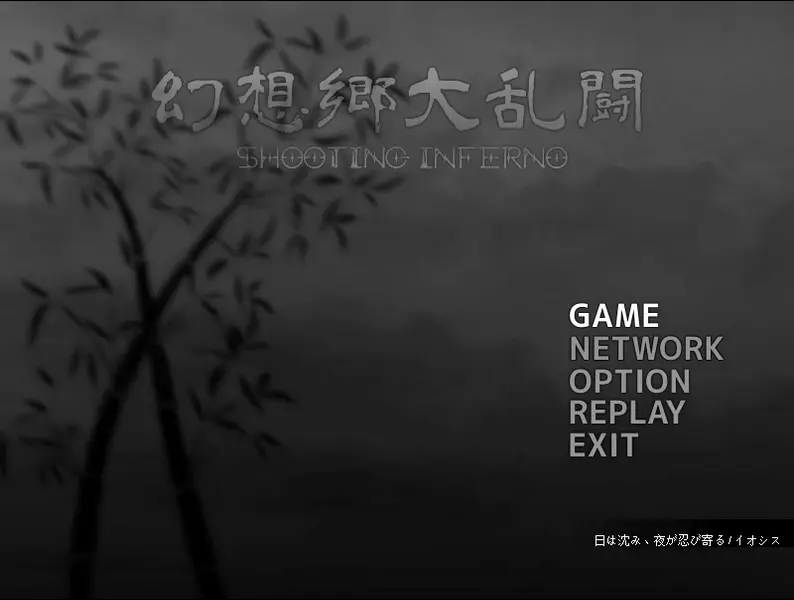 幻想郷大乱闘
SHOOTING INFERNO
GAME
NETWORK
OPTION
REPLAY
EXIT
日は沈み、夜が忍び寄る/イオシス